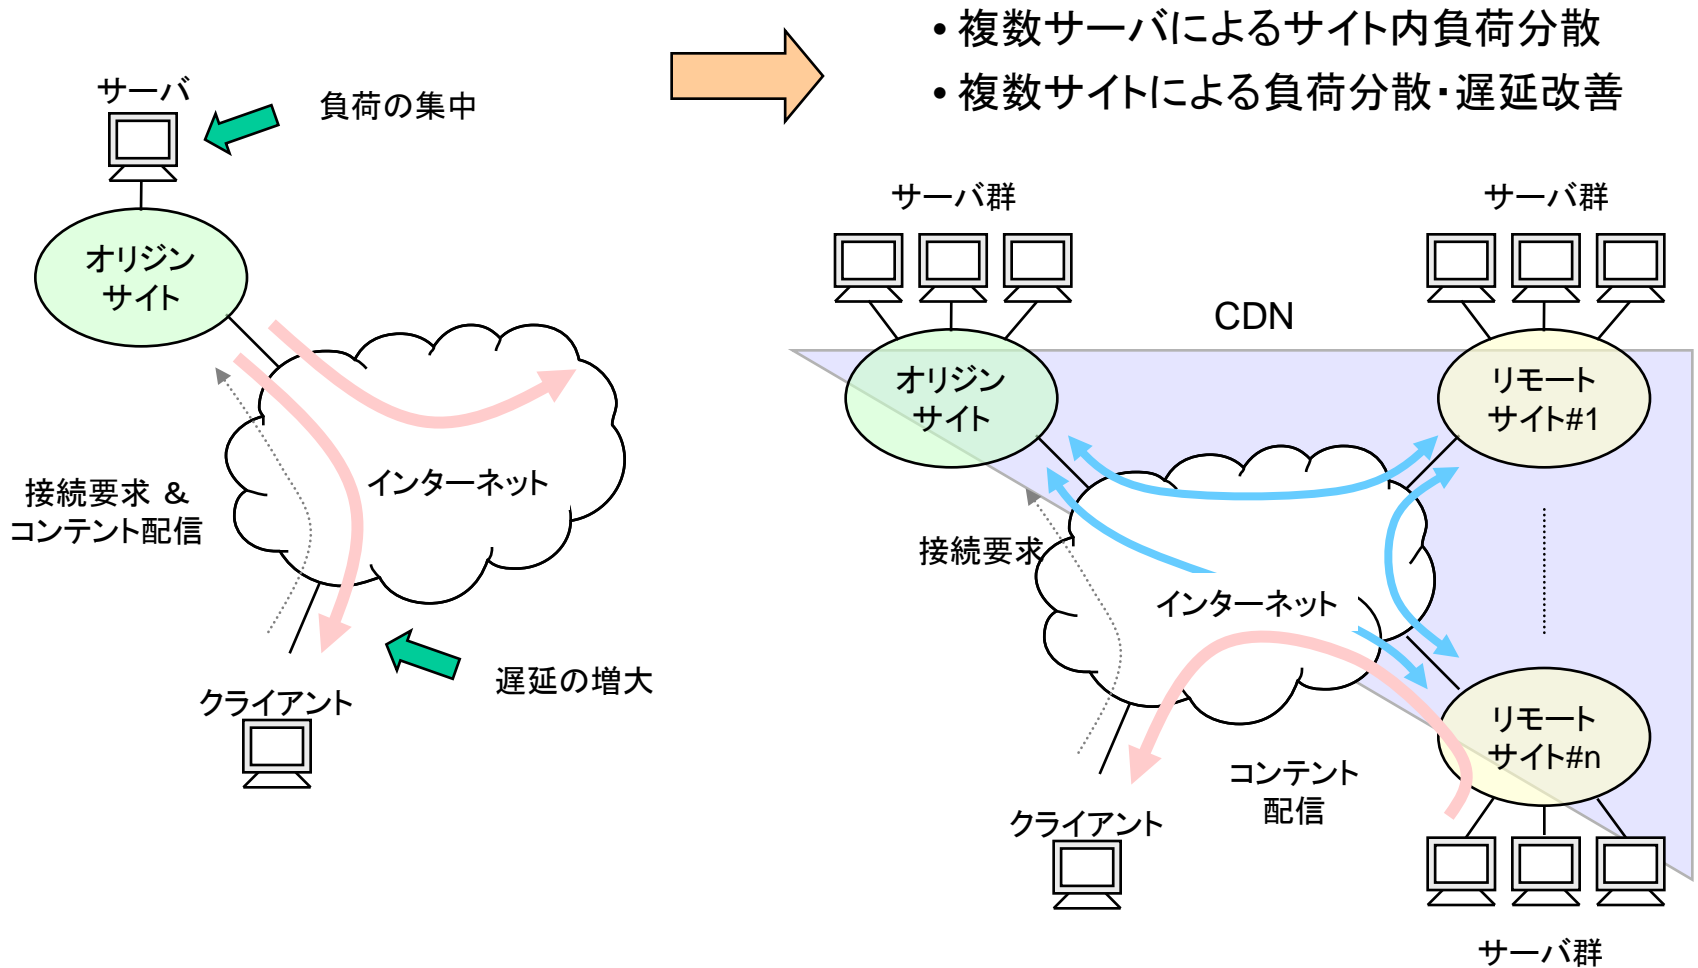 • 複数サーバによるサイト内負荷分散
• 複数サイトによる負荷分散・遅延改善
サーバ
負荷の集中
オリジン
サイト
インターネット
接続要求 &
コンテント配信
遅延の増大
クライアント
サーバ群
サーバ群
CDN
オリジン
サイト
リモート
サイト#1
接続要求
インターネット
リモート
サイト#n
コンテント
配信
クライアント
サーバ群